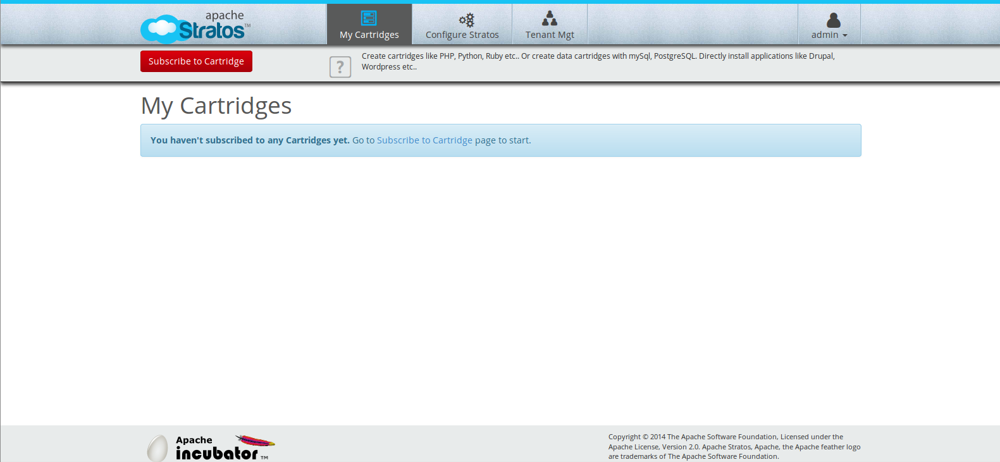 apache
Stratos™
My Cartridges
Configure Stratos
Tenant Mgt
admin
Subscribe to Cartridge
?
Create cartridges like PHP, Python, Ruby etc.. Or create data cartridges with mySql, PostgreSQL. Directly install applications like Drupal,
Wordpress etc..
My Cartridges
You haven't subscribed to any Cartridges yet. Go to Subscribe to Cartridge page to start.
Apache
incubator™
Copyright © 2014 The Apache Software Foundation, Licensed under the
Apache License, Version 2.0. Apache Stratos, Apache, the Apache feather logo
are trademarks of The Apache Software Foundation.